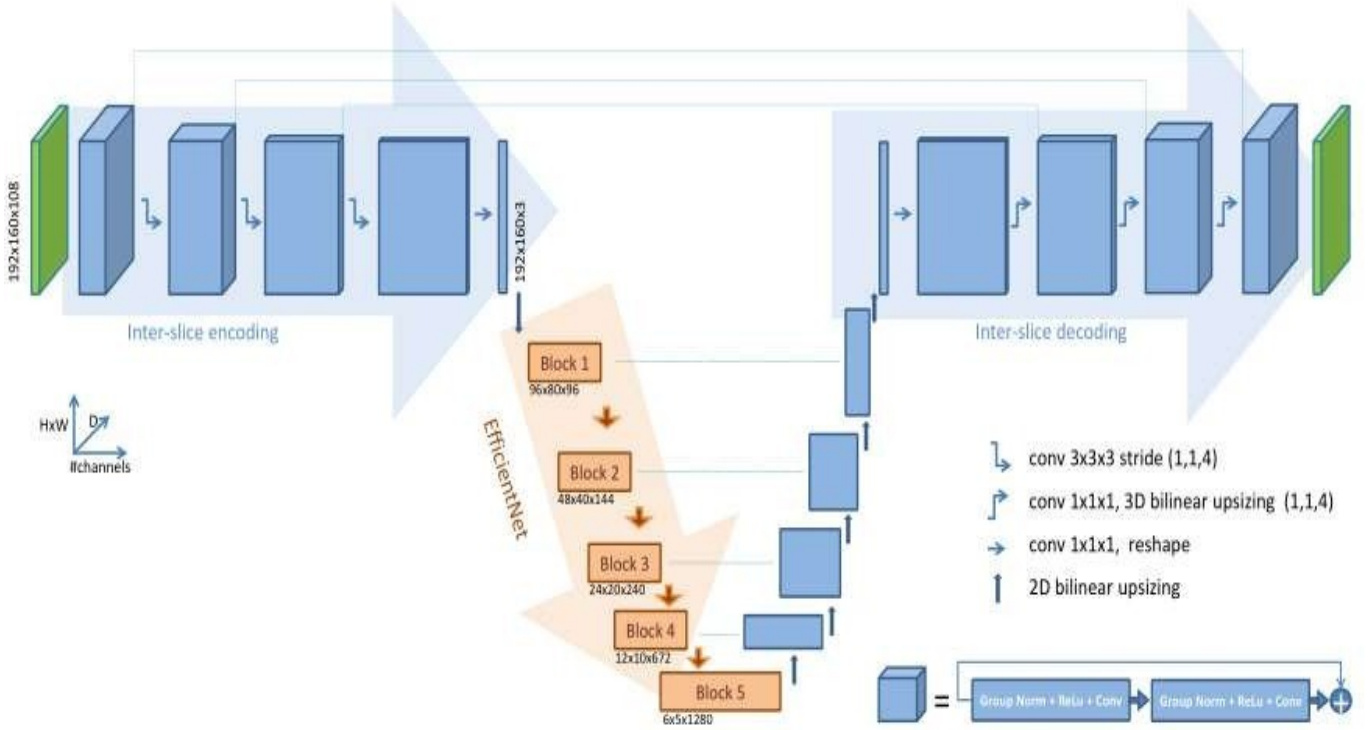 192x160x108
192x160x3
Inter-slice encoding
Inter-slice decoding
HxW
D
#channels
EfficientNet
Block 1
96x80x96
Block 2
48x40x144
Block 3
24x20x240
Block 4
12x10x672
Block 5
6x5x1280
conv 3x3x3 stride (1,1,4)
conv 1x1x1, 3D bilinear upsizing (1,1,4)
conv 1x1x1, reshape
2D bilinear upsizing
=
Group Norm + ReLu + Conv
Group Norm + ReLu + Conv
+